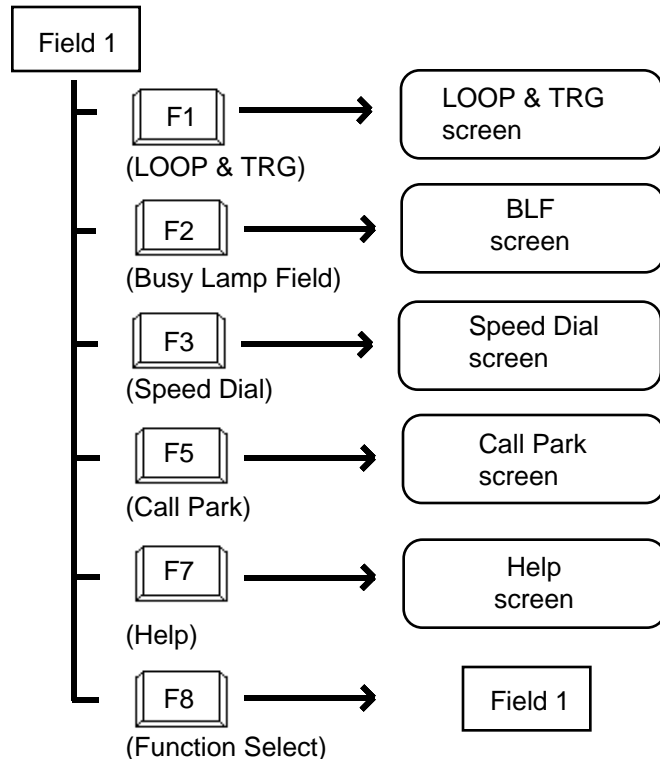 Field 1
F1
(LOOP & TRG)
LOOP & TRG
screen
F2
(Busy Lamp Field)
BLF
screen
F3
(Speed Dial)
Speed Dial
screen
F5
(Call Park)
Call Park
screen
F7
(Help)
Help
screen
F8
(Function Select)
Field 1